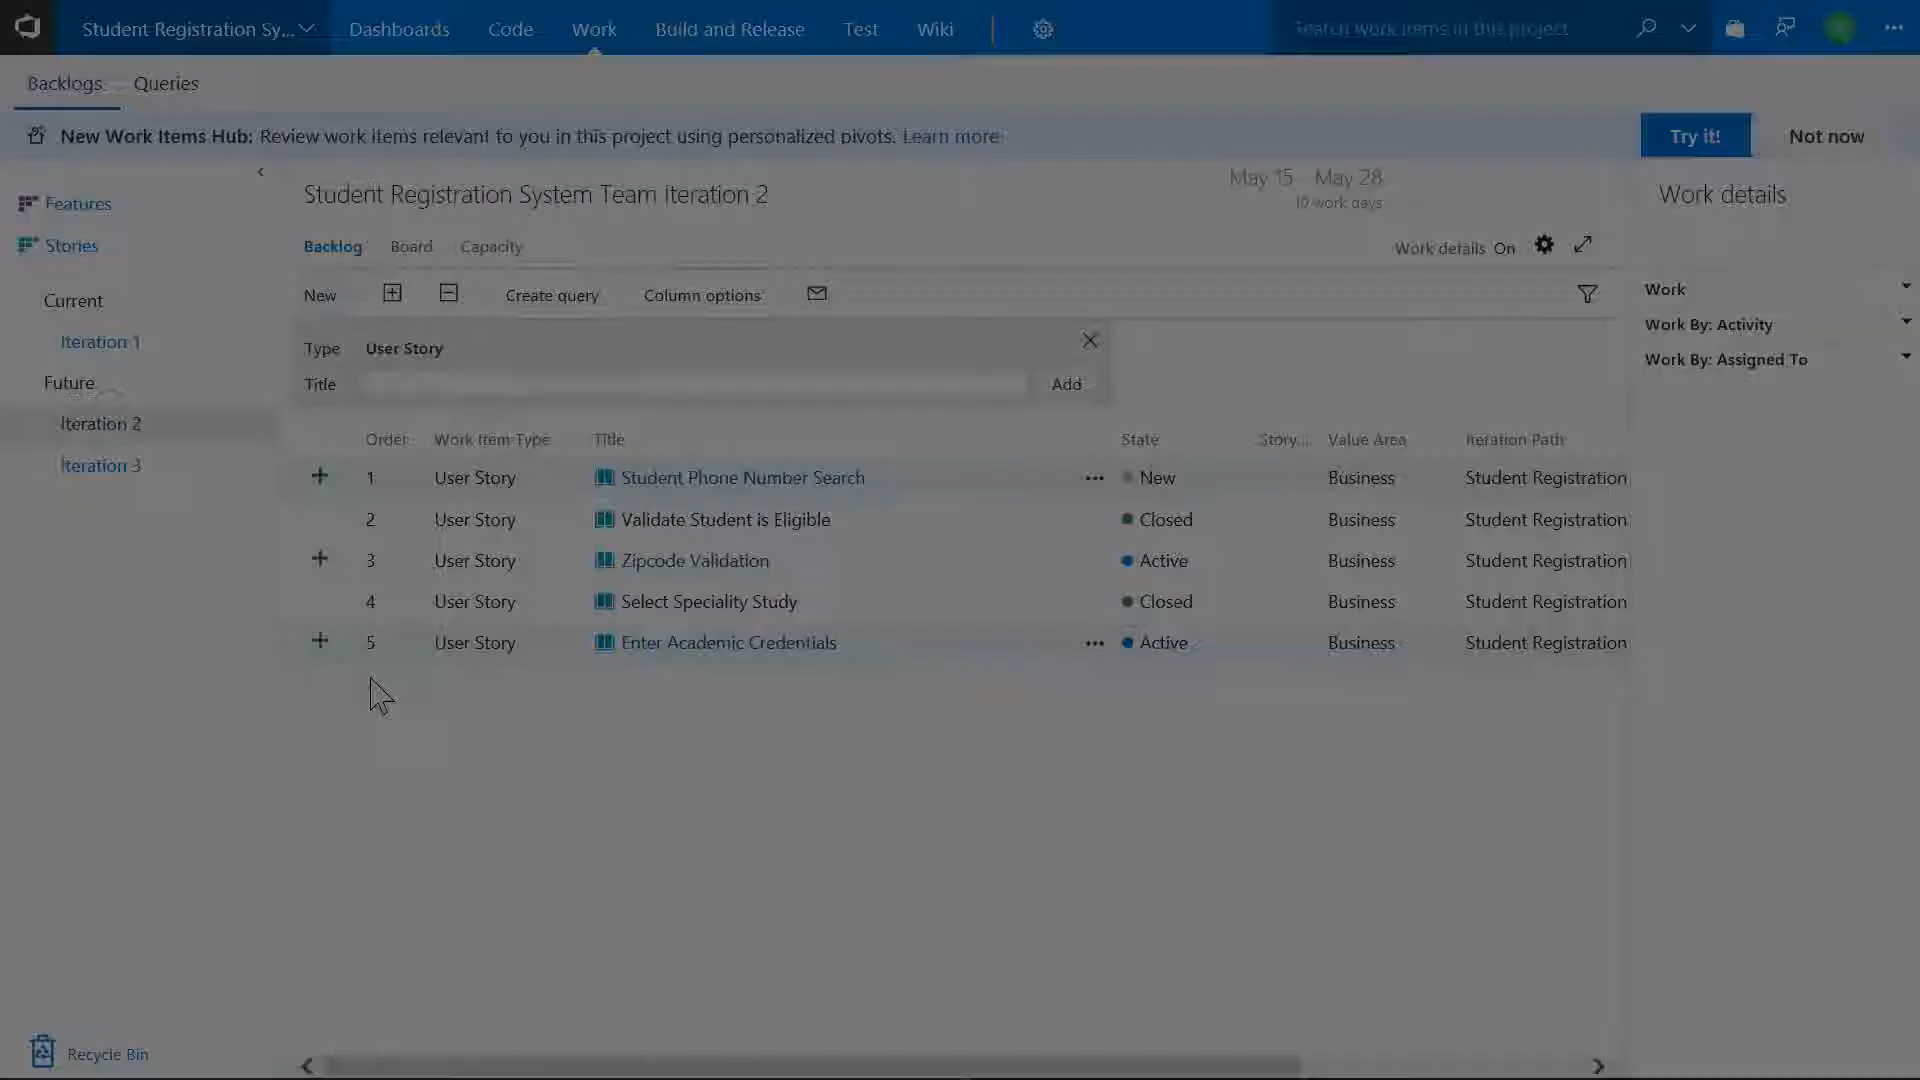 Student Registration Sy... Dashboards Code Work Build and Release Test Wiki Search work items in this project
Backlogs Queries
New Work Items Hub: Review work items relevant to you in this project using personalized pivots. Learn more Try it! Not now
Features
Stories
Current
Iteration 1
Future
Iteration 2
Iteration 3
Recycle Bin
Student Registration System Team Iteration 2
May 15 May 28
10 work days
Backlog Board Capacity Work details On
New Create query Column options
Type User Story
Title Add
Order Work Item Type Title State Story... Value Area Iteration Path
1 User Story Student Phone Number Search New Business Student Registration
2 User Story Validate Student is Eligible Closed Business Student Registration
3 User Story Zipcode Validation Active Business Student Registration
4 User Story Select Speciality Study Closed Business Student Registration
5 User Story Enter Academic Credentials Active Business Student Registration
Work details
Work
Work By: Activity
Work By: Assigned To